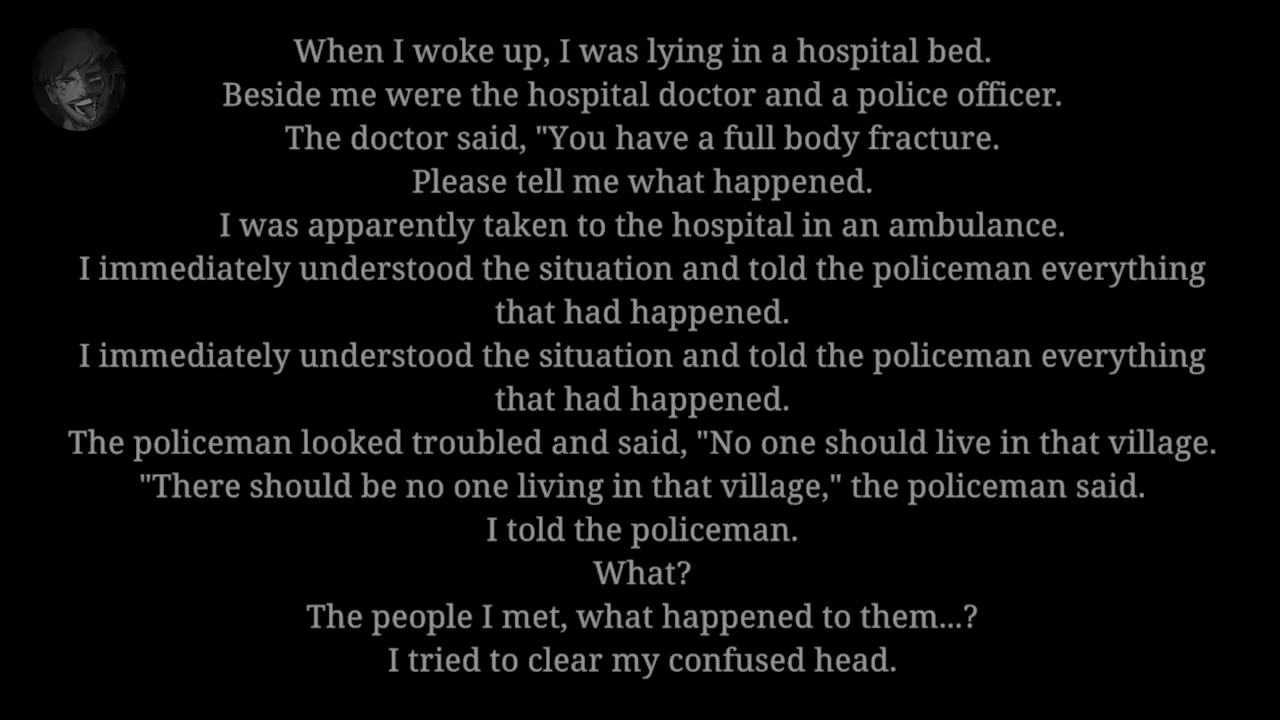 When I woke up, I was lying in a hospital bed.
Beside me were the hospital doctor and a police officer.
The doctor said, "You have a full body fracture.
Please tell me what happened.
I was apparently taken to the hospital in an ambulance.
I immediately understood the situation and told the policeman everything
that had happened.
I immediately understood the situation and told the policeman everything
that had happened.
The policeman looked troubled and said, "No one should live in that village.
"There should be no one living in that village," the policeman said.
I told the policeman.
What?
The people I met, what happened to them...?
I tried to clear my confused head.